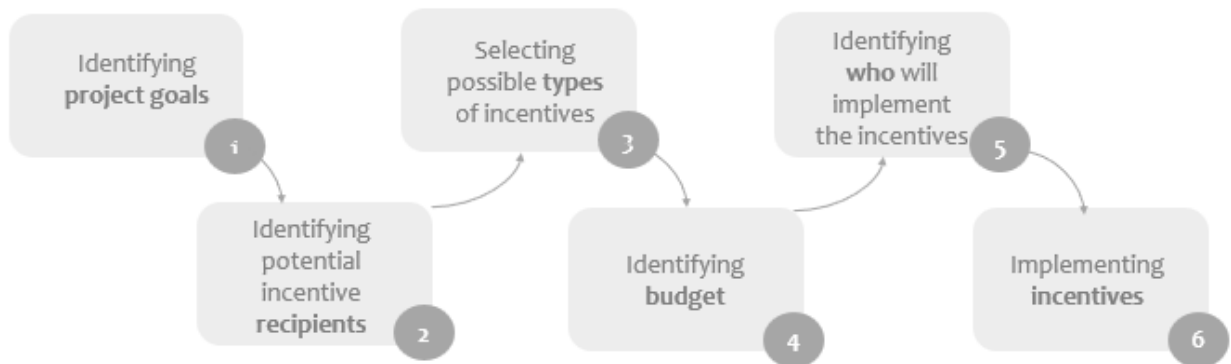 Identifying
project goals
1
Identifying
potential
incentive
recipients
2
Selecting
possible types
of incentives
3
Identifying
budget
4
Identifying
who will
implement
the incentives
5
Implementing
incentives
6